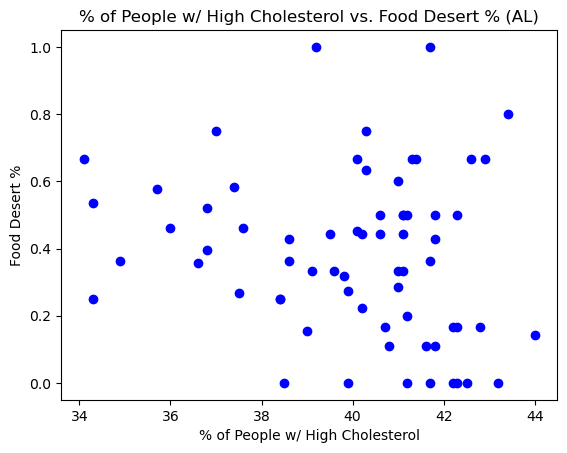 % of People w/ High Cholesterol vs. Food Desert % (AL)
1.0
0.8
0.6
0.4
0.2
0.0
Food Desert %
34 36 38 40 42 44
% of People w/ High Cholesterol